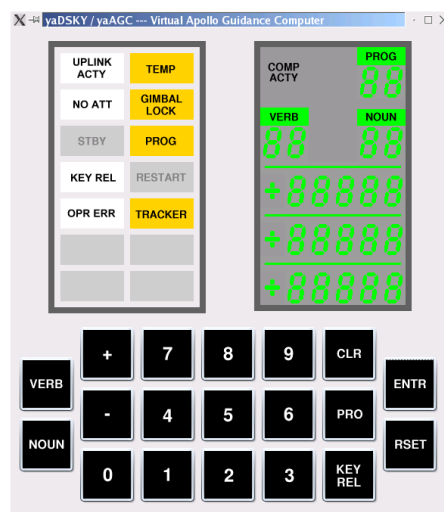 yaDSKY / yaAGC --- Virtual Apollo Guidance Computer
UPLINK
ACTY
TEMP
NO ATT
GIMBAL
LOCK
STBY
PROG
KEY REL
RESTART
OPR ERR
TRACKER
COMP
ACTY
PROG
88
VERB
NOUN
88
88
+88888
+88888
+88888
VERB
NOUN
+
7
8
9
CLR
-
4
5
6
PRO
0
1
2
3
KEY
REL
ENTR
RSET